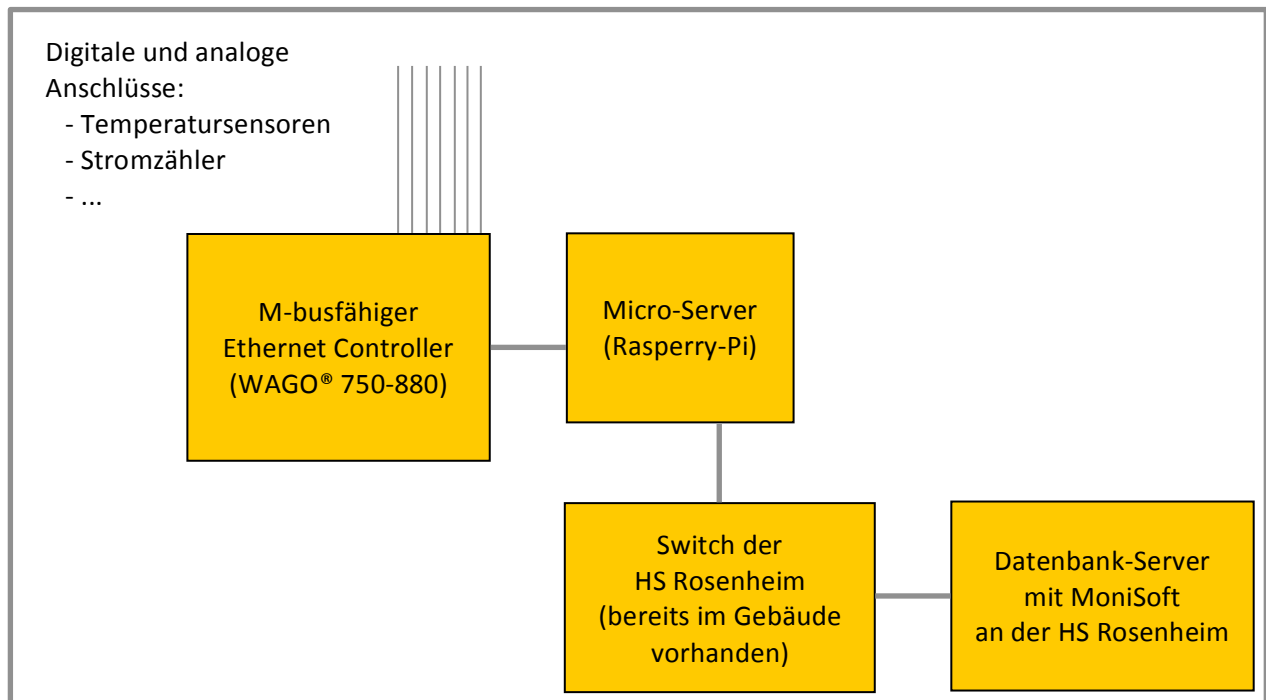 Digitale und analoge
Anschlüsse:
- Temperatursensoren
- Stromzähler
- ...
M-busfähiger
Ethernet Controller
(WAGO® 750-880)
Micro-Server
(Rasperry-Pi)
Switch der
HS Rosenheim
(bereits im Gebäude
vorhanden)
Datenbank-Server
mit MoniSoft
an der HS Rosenheim